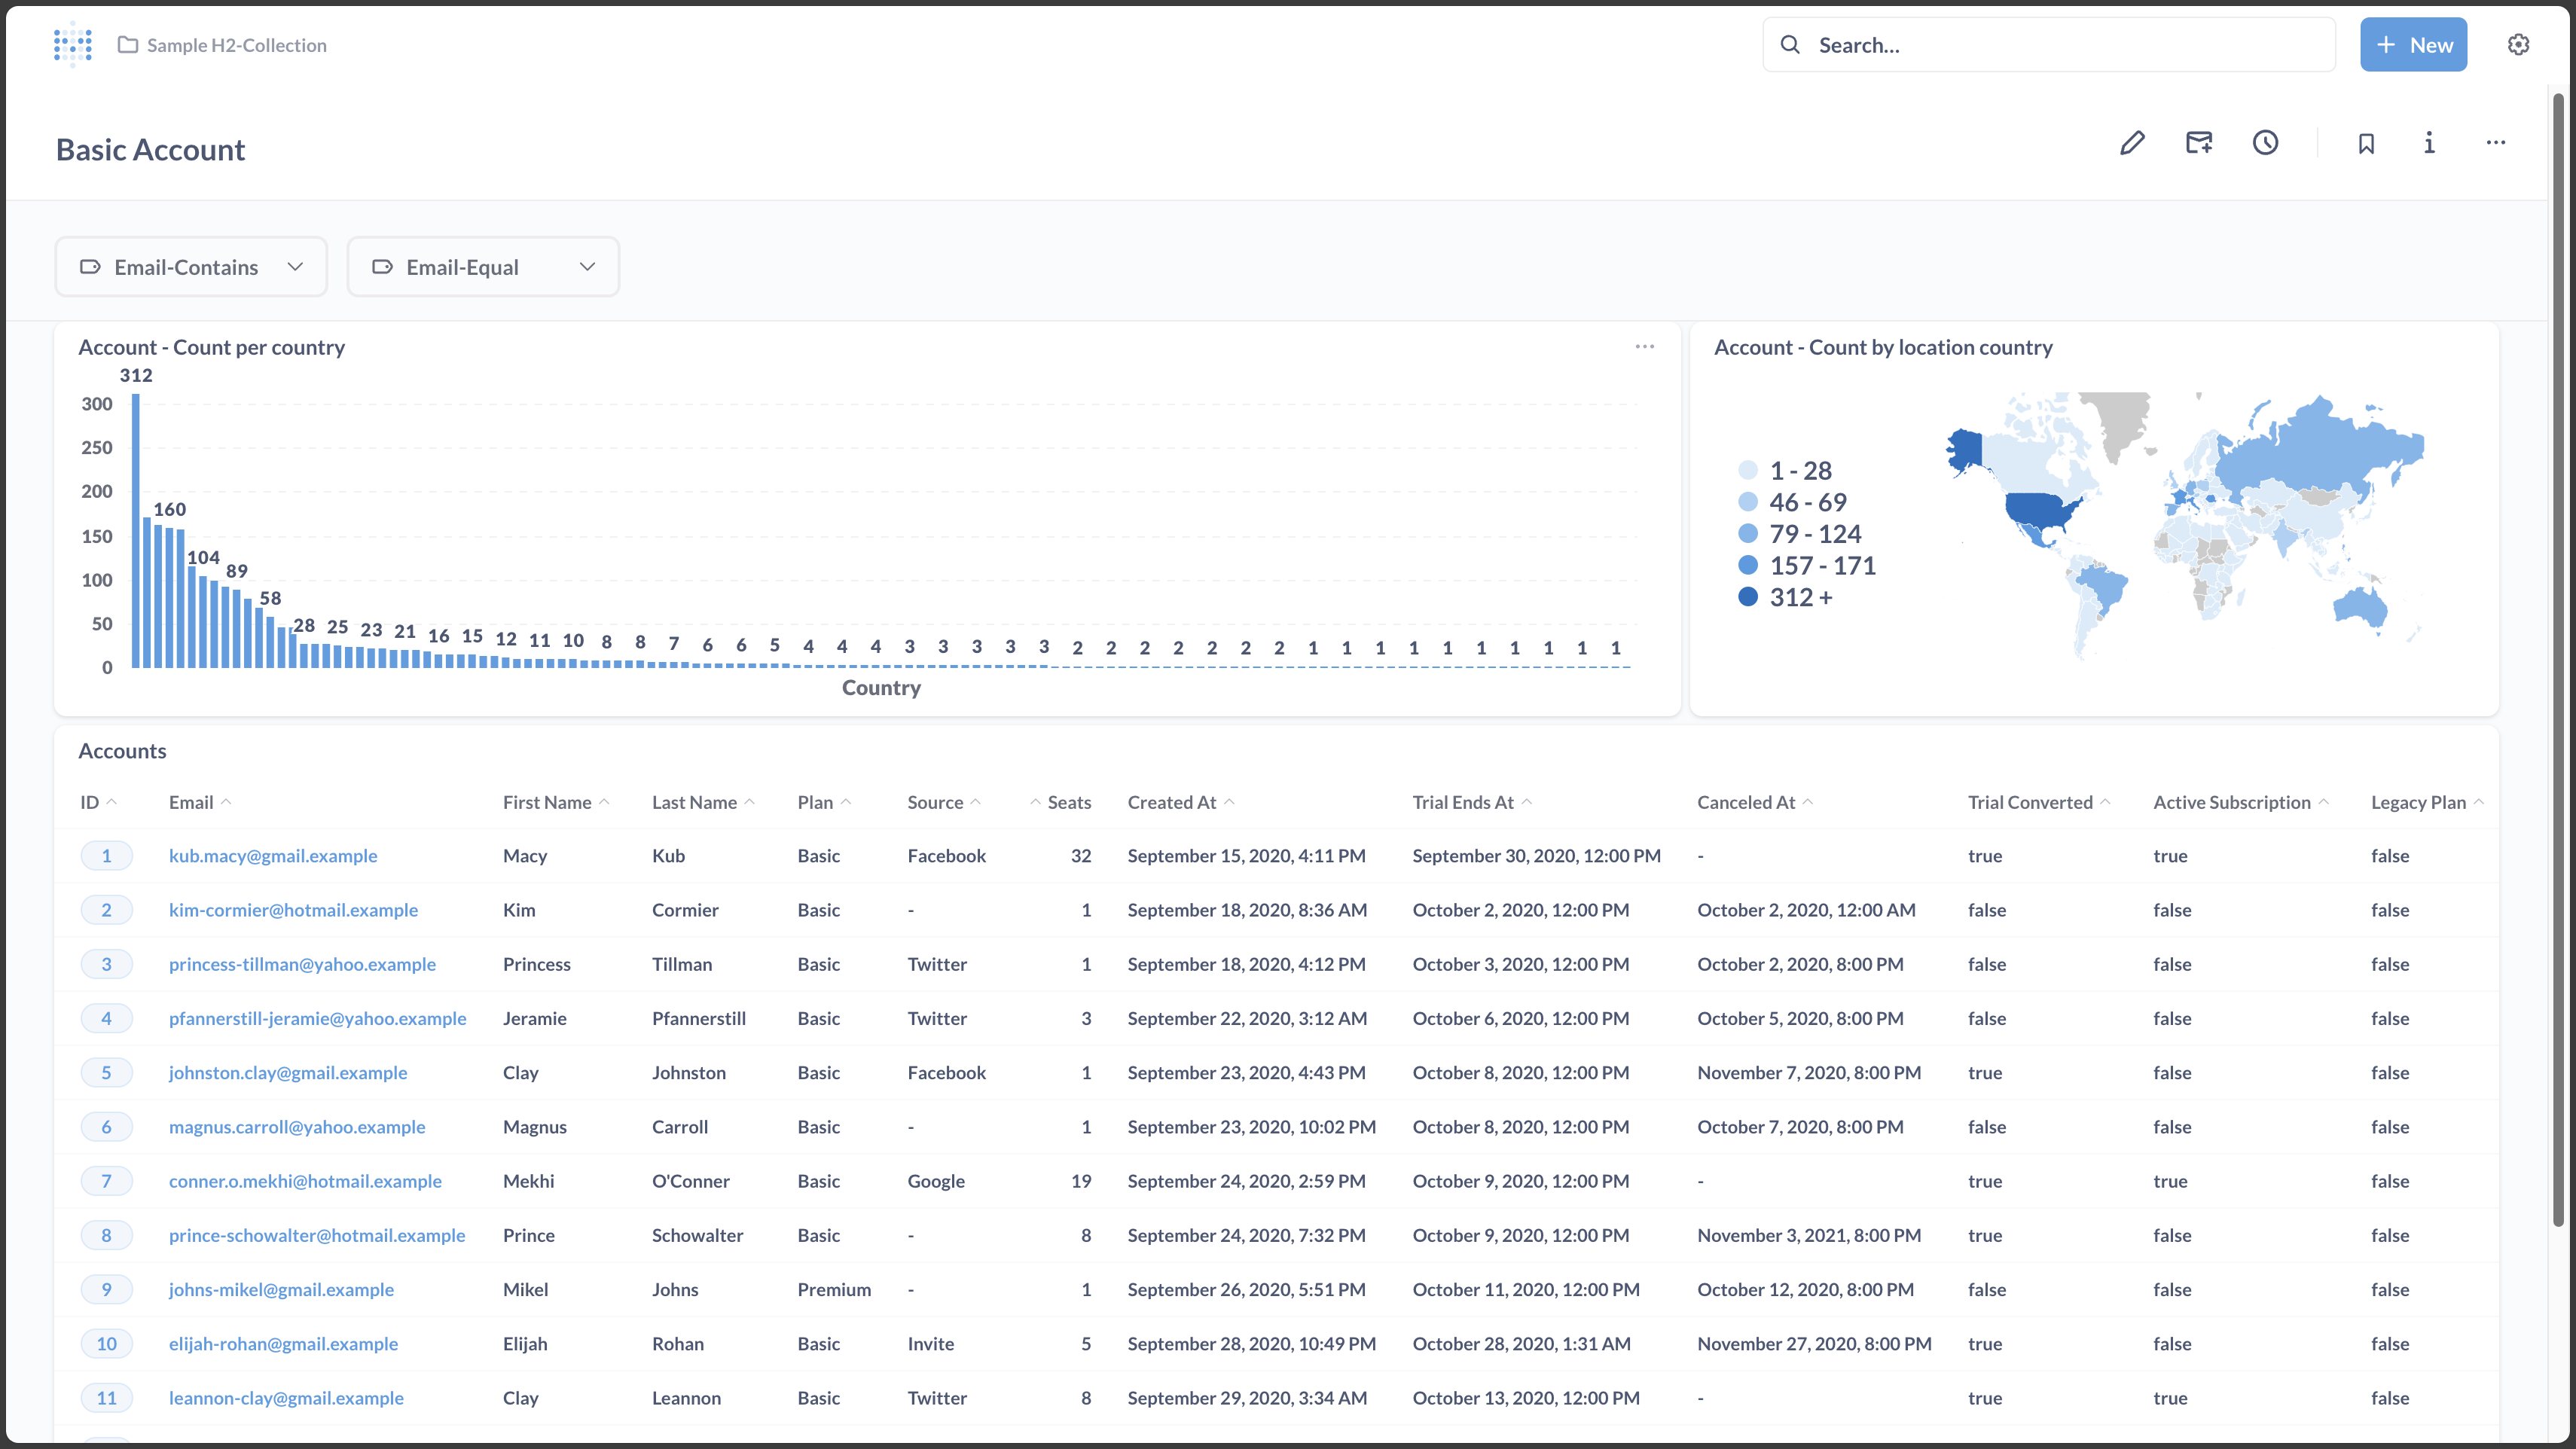 Sample H2-Collection
Search...
New
Basic Account
Email-Contains
Email-Equal
Account - Count per country
312
300
250
200
150
100
50
0
160
104
89
58
28 25 23 21 16 15 12 11 10 8 8 7 6 6 5 4 4 4 3 3 3 3 3 2 2 2 2 2 2 2 1 1 1 1 1 1 1 1 1 1
Country
Account - Count by location country
1 - 28
46 - 69
79 - 124
157 - 171
312 +
Accounts
ID Email First Name Last Name Plan Source Seats Created At Trial Ends At Canceled At Trial Converted Active Subscription Legacy Plan
1 kub.macy@gmail.example Macy Kub Basic Facebook 32 September 15, 2020, 4:11 PM September 30, 2020, 12:00 PM - true true false
2 kim-cormier@hotmail.example Kim Cormier Basic - 1 September 18, 2020, 8:36 AM October 2, 2020, 12:00 PM October 2, 2020, 12:00 AM false false false
3 princess-tillman@yahoo.example Princess Tillman Basic Twitter 1 September 18, 2020, 4:12 PM October 3, 2020, 12:00 PM October 2, 2020, 8:00 PM false false false
4 pfannerstill-jeramie@yahoo.example Jeramie Pfannerstill Basic Twitter 3 September 22, 2020, 3:12 AM October 6, 2020, 12:00 PM October 5, 2020, 8:00 PM false false false
5 johnston.clay@gmail.example Clay Johnston Basic Facebook 1 September 23, 2020, 4:43 PM October 8, 2020, 12:00 PM November 7, 2020, 8:00 PM true false false
6 magnus.carroll@yahoo.example Magnus Carroll Basic - 1 September 23, 2020, 10:02 PM October 8, 2020, 12:00 PM October 7, 2020, 8:00 PM false false false
7 conner.o.mekhi@hotmail.example Mekhi O'Conner Basic Google 19 September 24, 2020, 2:59 PM October 9, 2020, 12:00 PM - true true false
8 prince-schowalter@hotmail.example Prince Schowalter Basic - 8 September 24, 2020, 7:32 PM October 9, 2020, 12:00 PM November 3, 2021, 8:00 PM true false false
9 johns-mikel@gmail.example Mikel Johns Premium - 1 September 26, 2020, 5:51 PM October 11, 2020, 12:00 PM October 12, 2020, 8:00 PM false false false
10 elijah-rohan@gmail.example Elijah Rohan Basic Invite 5 September 28, 2020, 10:49 PM October 28, 2020, 1:31 AM November 27, 2020, 8:00 PM true false false
11 leannon-clay@gmail.example Clay Leannon Basic Twitter 8 September 29, 2020, 3:34 AM October 13, 2020, 12:00 PM - true true false